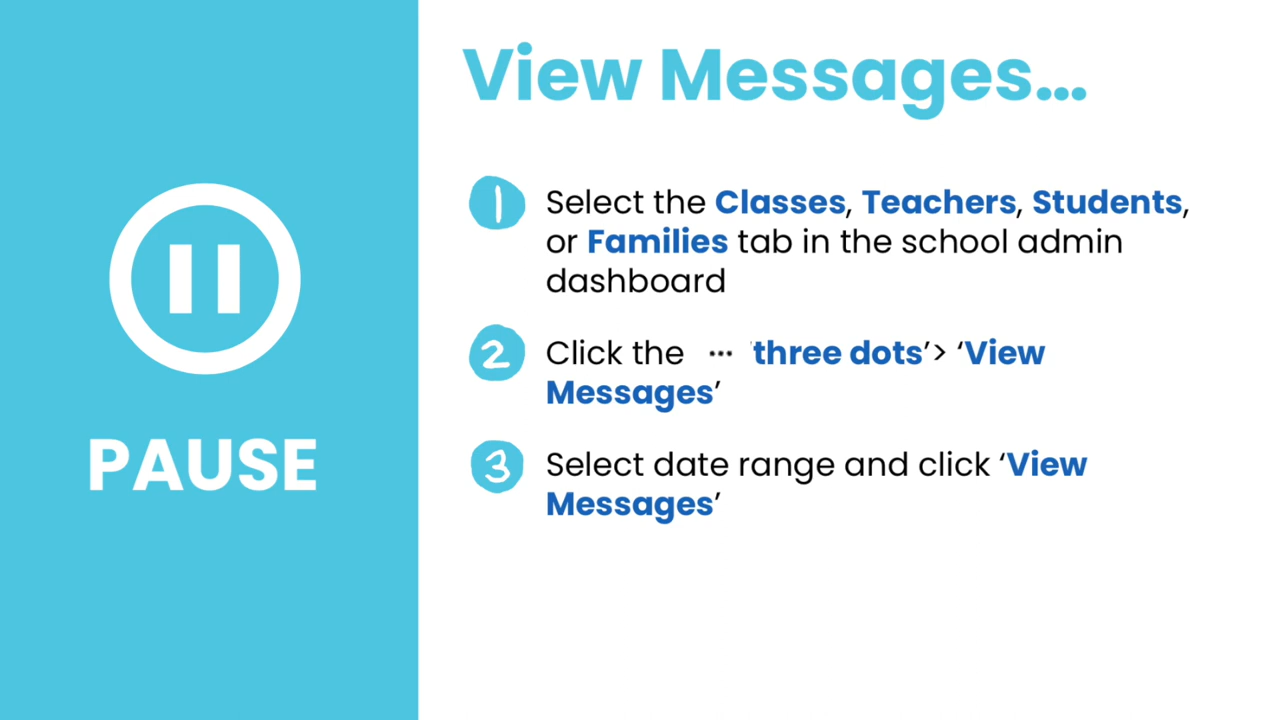 View Messages...
PAUSE
1 Select the Classes, Teachers, Students,
or Families tab in the school admin
dashboard
2 Click the ... 'three dots'> ‘View
Messages’
3 Select date range and click ‘View
Messages’